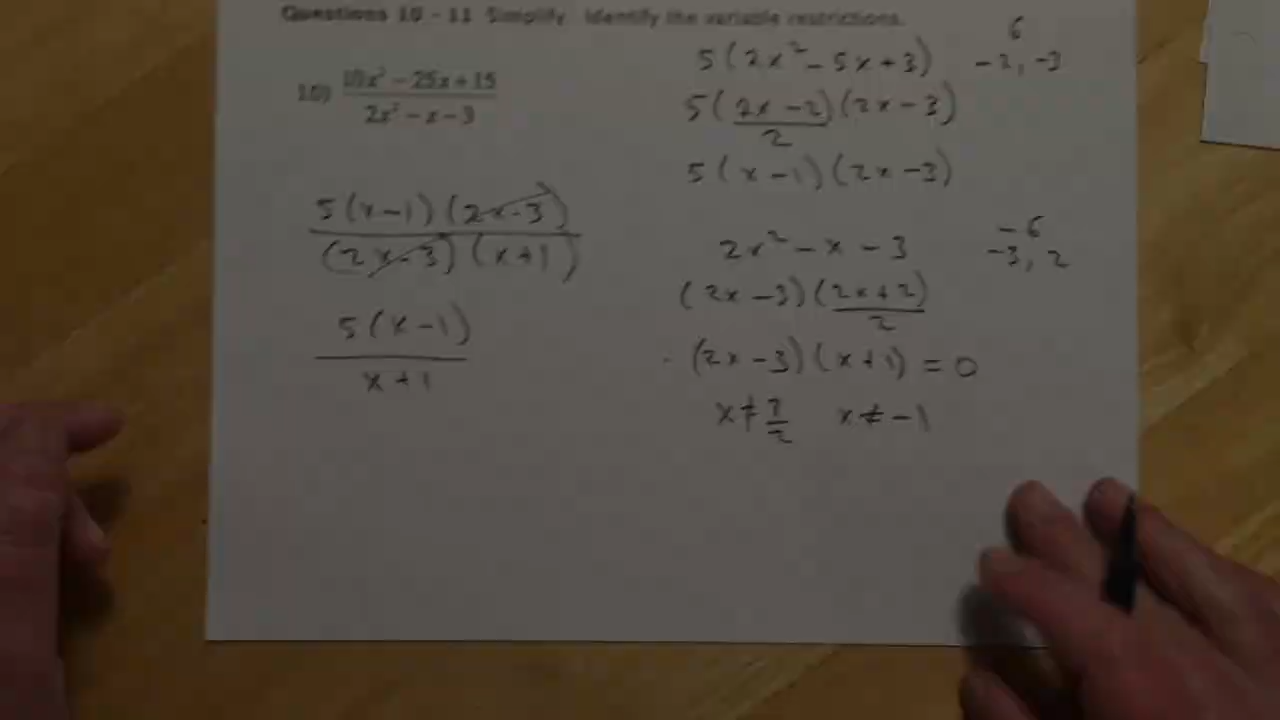 Questions 10 - 11 Simplify. Identify the variable restrictions.
10) 10x² - 25x + 15
2x² - x - 3
5(x-1)(2x-3)
(2x-3)(x+1)
5(x-1)
x+1
5(2x²-5x+3)
6
-2, -3
5(2x-2)(2x-3)
2
5(x-1)(2x-3)
2x² - x - 3
-6
-3, 2
(2x-3)(2x+2)
2
(2x-3)(x+1) = 0
x≠3/2 x≠-1